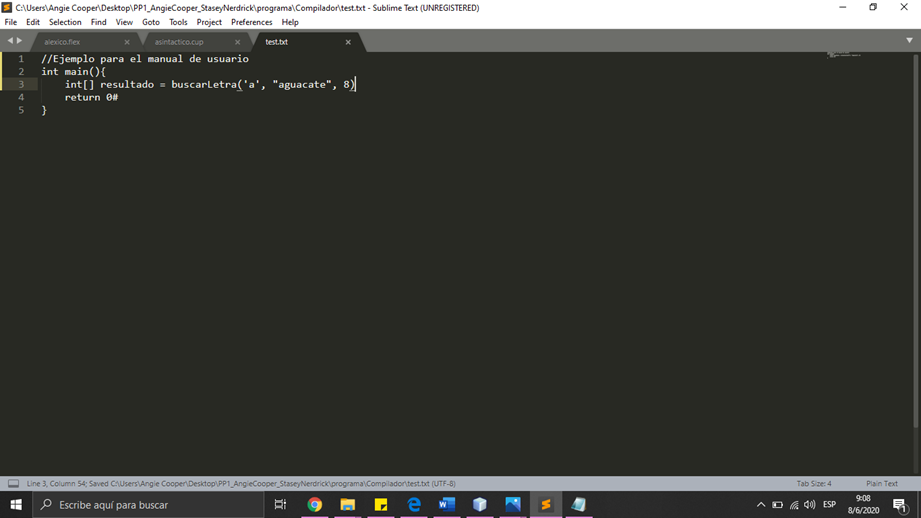 C:\Users\Angie Cooper\Desktop\PP1_AngieCooper_StaseyNerdrick\programa\Compilador\test.txt - Sublime Text (UNREGISTERED)
File Edit Selection Find View Goto Tools Project Preferences Help
alexico.flex asintactico.cup test.txt
1 //Ejemplo para el manual de usuario
2 int main(){
3 int[] resultado = buscarLetra('a', "aguacate", 8)
4 return 0#
5 }
Line 3, Column 54; Saved C:\Users\Angie Cooper\Desktop\PP1_AngieCooper_StaseyNerdrick\programa\Compilador\test.txt (UTF-8) Tab Size: 4 Plain Text
Escribe aquí para buscar
ESP
9:08
8/6/2020
1